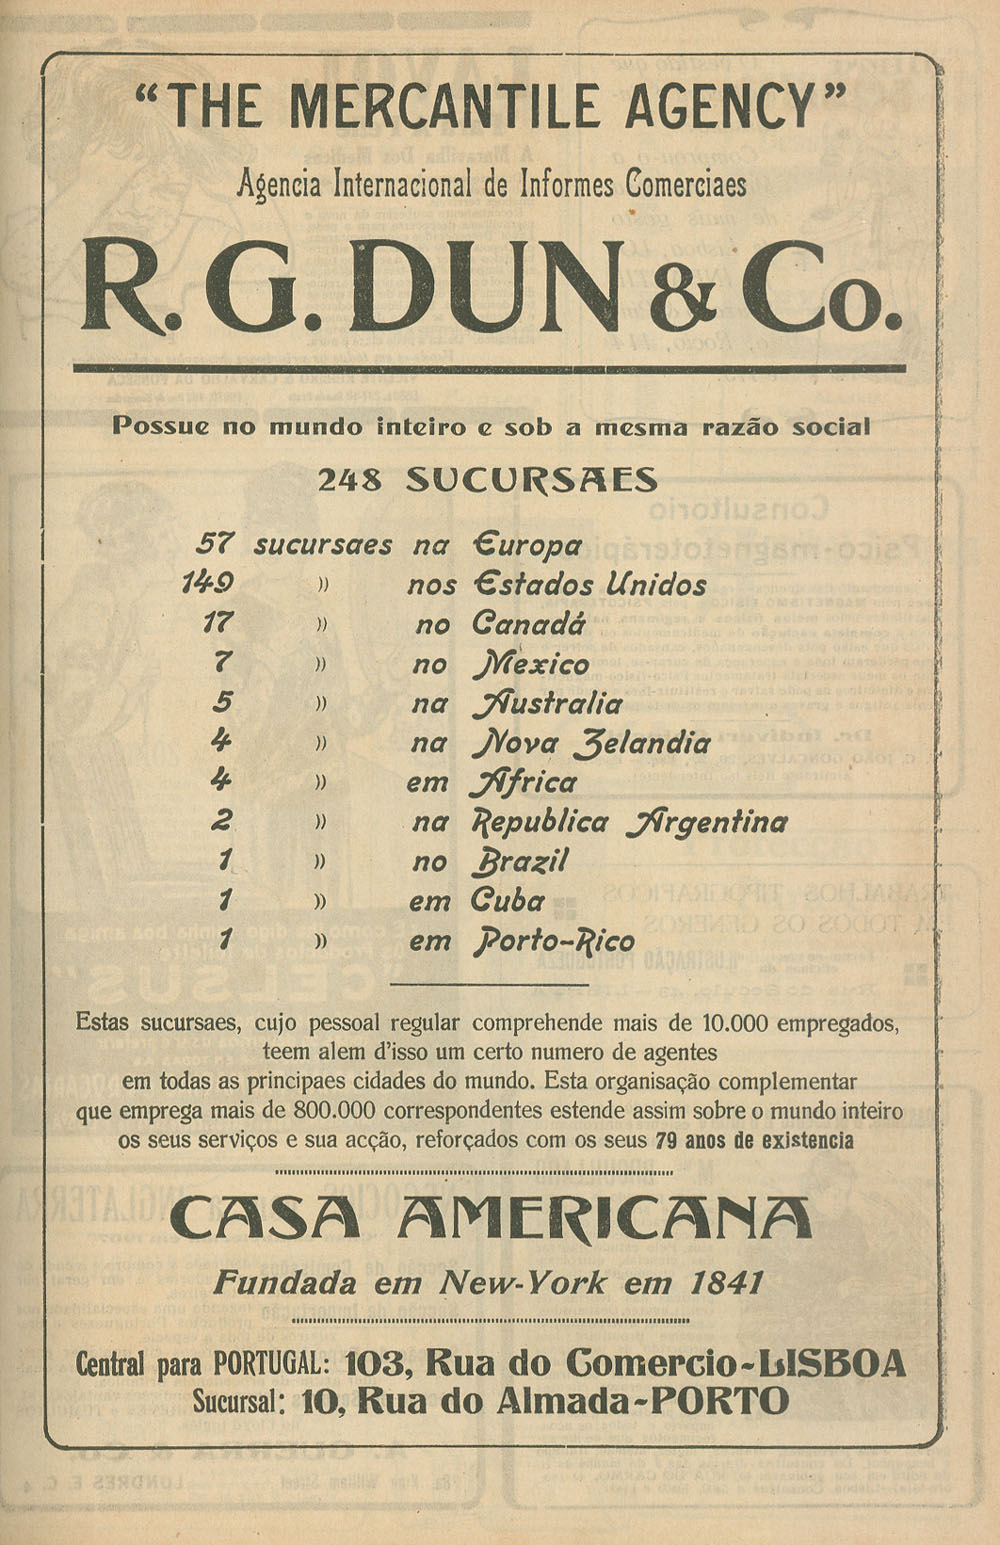 “THE MERCANTILE AGENCY”
Agencia Internacional de Informes Comerciaes
R. G. DUN & Co.
Possue no mundo inteiro e sob a mesma razão social
248 SUCURSAES
57 sucursaes na Europa
149 » nos Estados Unidos
17 » no Canadá
7 » no Mexico
5 » na Australia
4 » na Nova Zelandia
4 » em Africa
2 » na Republica Argentina
1 » no Brazil
1 » em Cuba
1 » em Porto-Rico
Estas sucursaes, cujo pessoal regular comprehende mais de 10.000 empregados,
teem alem d’isso um certo numero de agentes
em todas as principaes cidades do mundo. Esta organisação complementar
que emprega mais de 800.000 correspondentes estende assim sobre o mundo inteiro
os seus serviços e sua acção, reforçados com os seus 79 anos de existencia
CASA AMERICANA
Fundada em New-York em 1841
Central para PORTUGAL: 103, Rua do Comercio-LISBOA
Sucursal: 10, Rua do Almada-PORTO